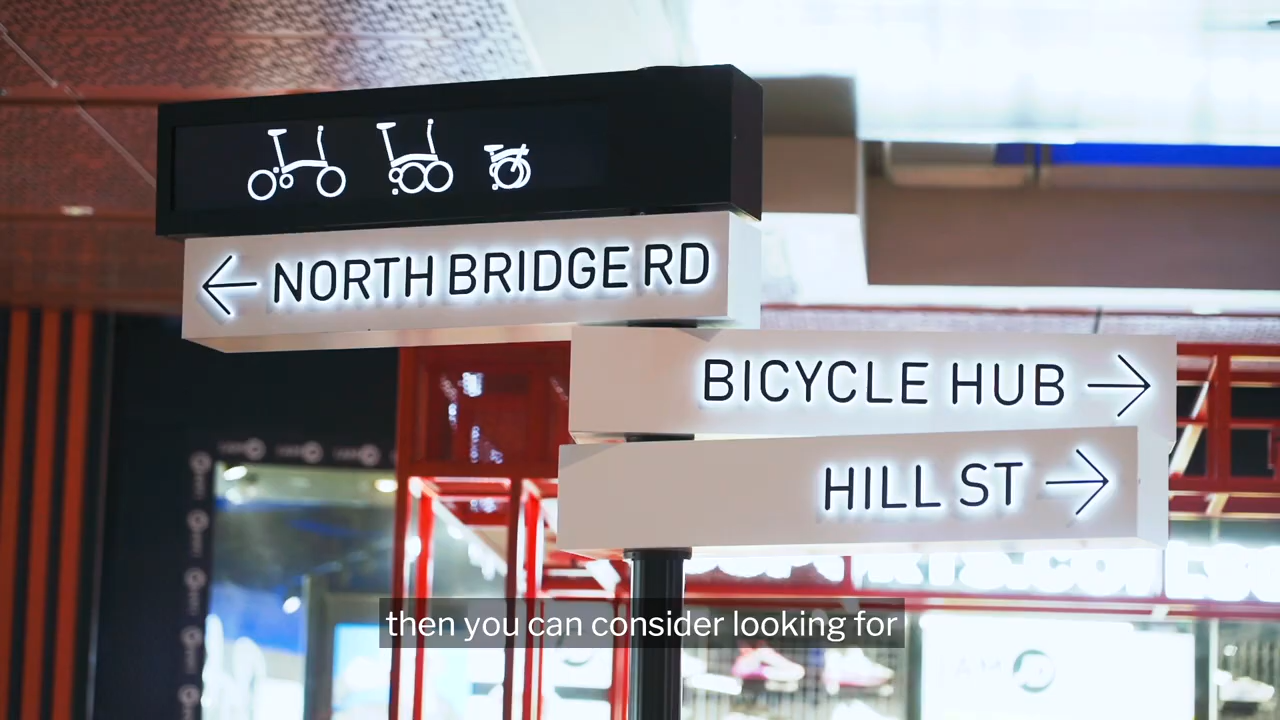 ← NORTH BRIDGE RD
BICYCLE HUB →
HILL ST →
then you can consider looking for